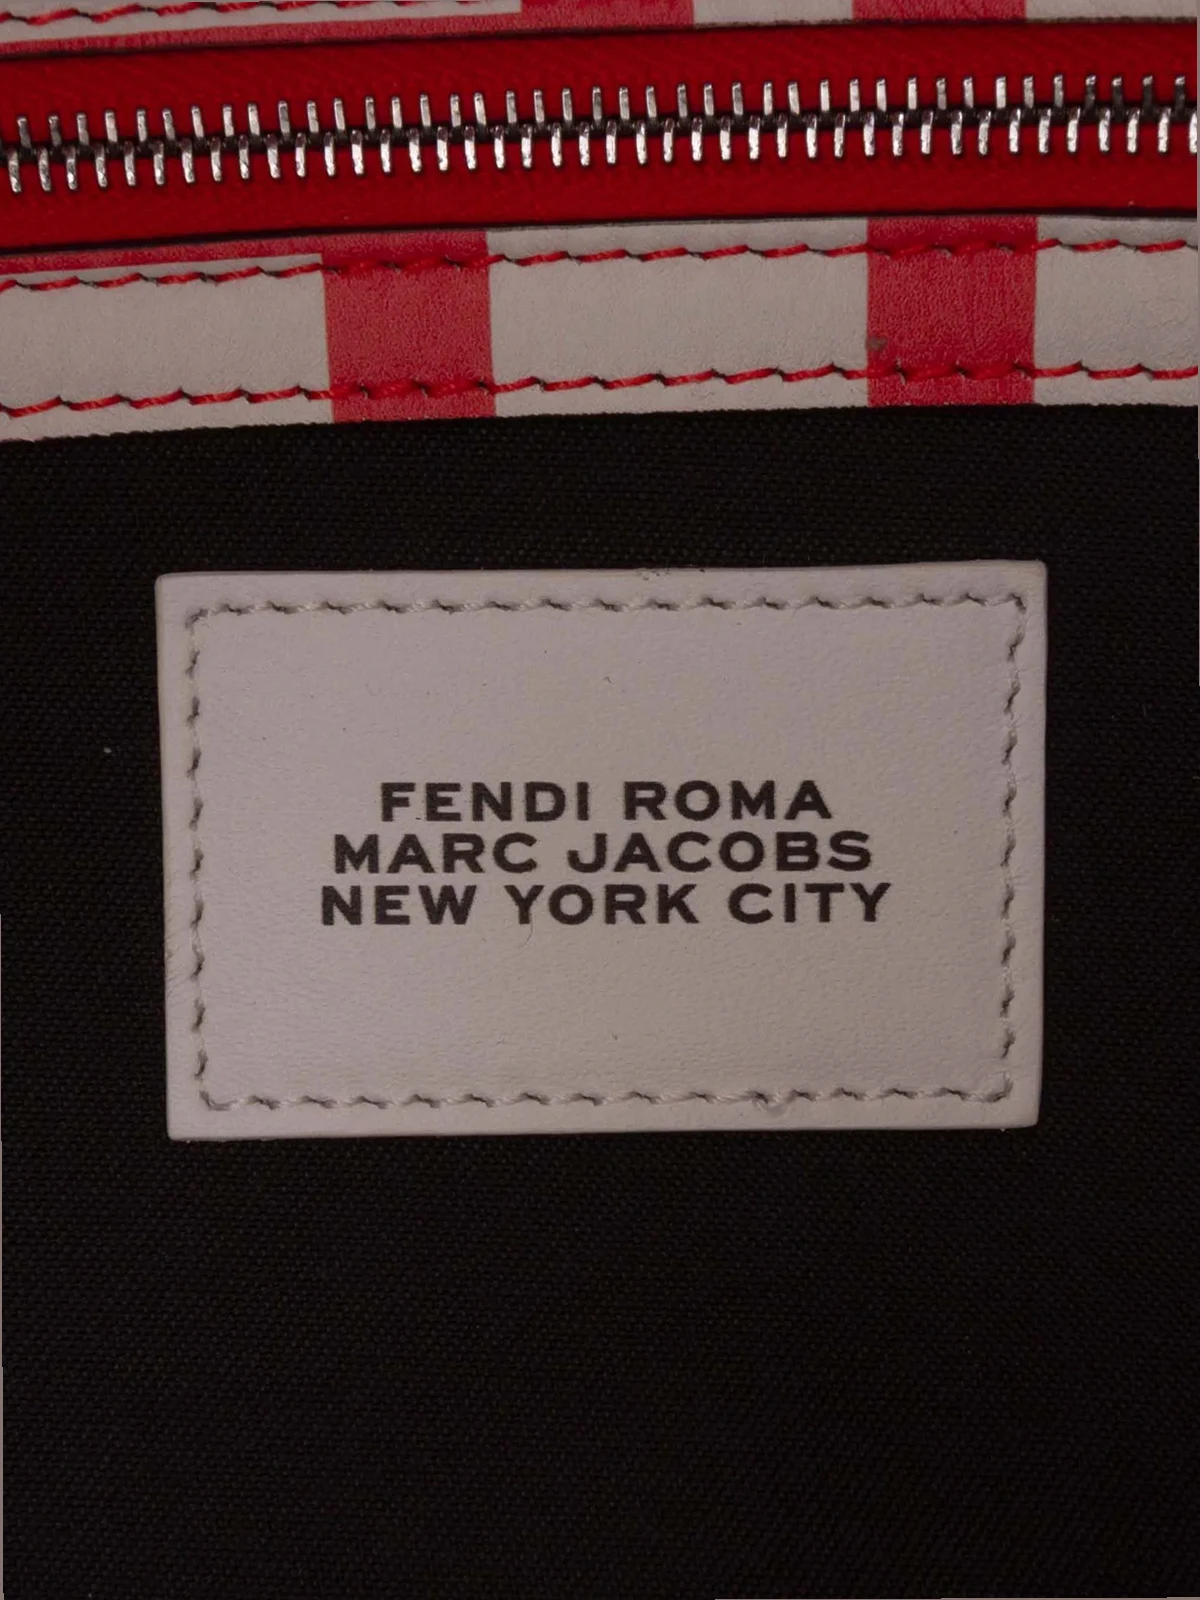 FENDI ROMA
MARC JACOBS
NEW YORK CITY